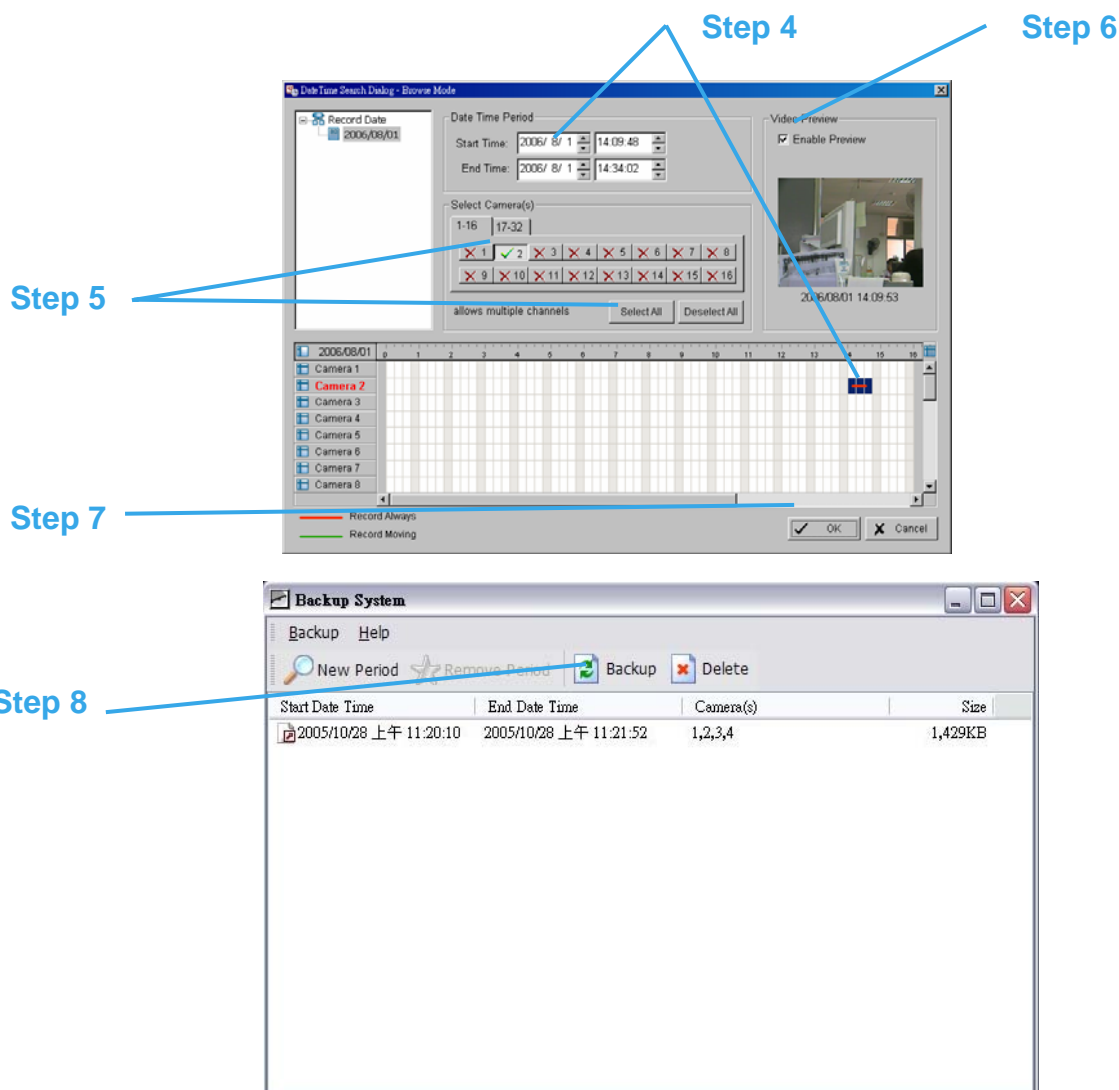 Step 4
Step 6
DateTime Search Dialog - Browse Mode
Record Date
2006/08/01
Date Time Period
Start Time: 2006/ 8/ 1 14:09:48
End Time: 2006/ 8/ 1 14:34:02
Select Camera(s)
1-16 17-32
1 2 3 4 5 6 7 8
9 10 11 12 13 14 15 16
allows multiple channels Select All Deselect All
Video Preview
Enable Preview
2006/08/01 14:09:53
Step 5
2006/08/01 0 1 2 3 4 5 6 7 8 9 10 11 12 13 14 15 16
Camera 1
Camera 2
Camera 3
Camera 4
Camera 5
Camera 6
Camera 7
Camera 8
Step 7
Record Always
Record Moving
OK Cancel
Backup System
Backup Help
New Period Remove Period Backup Delete
Step 8
Start Date Time End Date Time Camera(s) Size
2005/10/28 上午 11:20:10 2005/10/28 上午 11:21:52 1,2,3,4 1,429KB